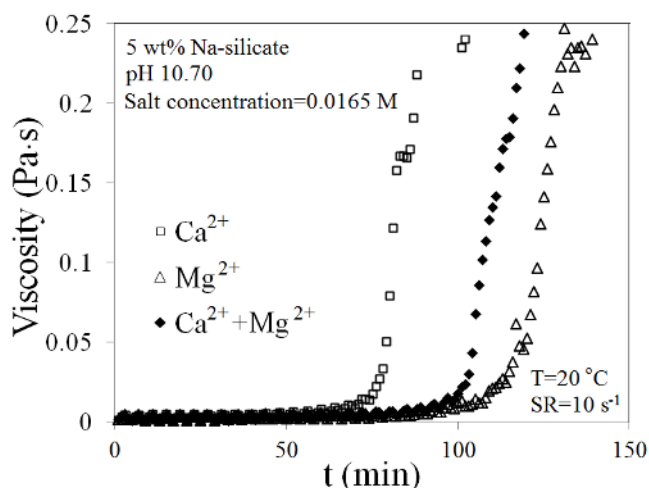 0.25
0.2
0.15
0.1
0.05
0
Viscosity (Pa·s)
5 wt% Na-silicate
pH 10.70
Salt concentration=0.0165 M
Ca²⁺
Mg²⁺
Ca²⁺+Mg²⁺
T=20 °C
SR=10 s⁻¹
0 50 100 150
t (min)